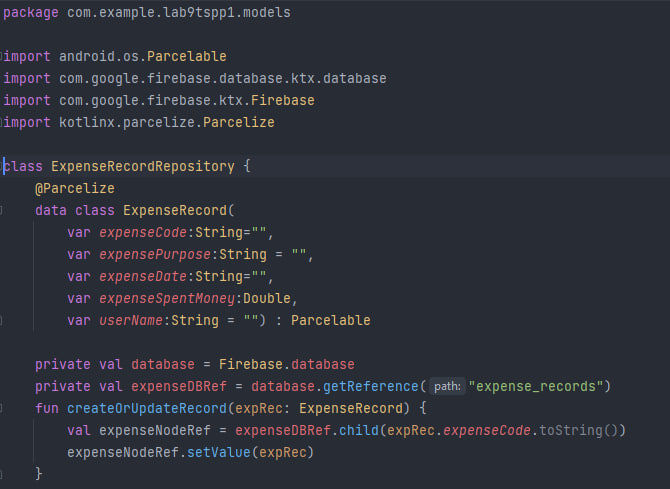 package com.example.lab9tspp1.models
import android.os.Parcelable
import com.google.firebase.database.ktx.database
import com.google.firebase.ktx.Firebase
import kotlinx.parcelize.Parcelize
class ExpenseRecordRepository {
@Parcelize
data class ExpenseRecord(
var expenseCode:String="",
var expensePurpose:String = "",
var expenseDate:String="",
var expenseSpentMoney:Double,
var userName:String = "") : Parcelable
private val database = Firebase.database
private val expenseDBRef = database.getReference( path: "expense_records")
fun createOrUpdateRecord(expRec: ExpenseRecord) {
val expenseNodeRef = expenseDBRef.child(expRec.expenseCode.toString())
expenseNodeRef.setValue(expRec)
}